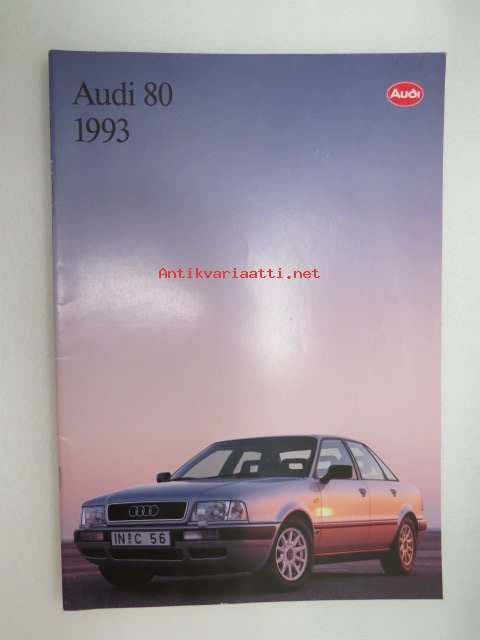 Audi 80
1993
Audi
Antikvariaatti.net
IN C 56